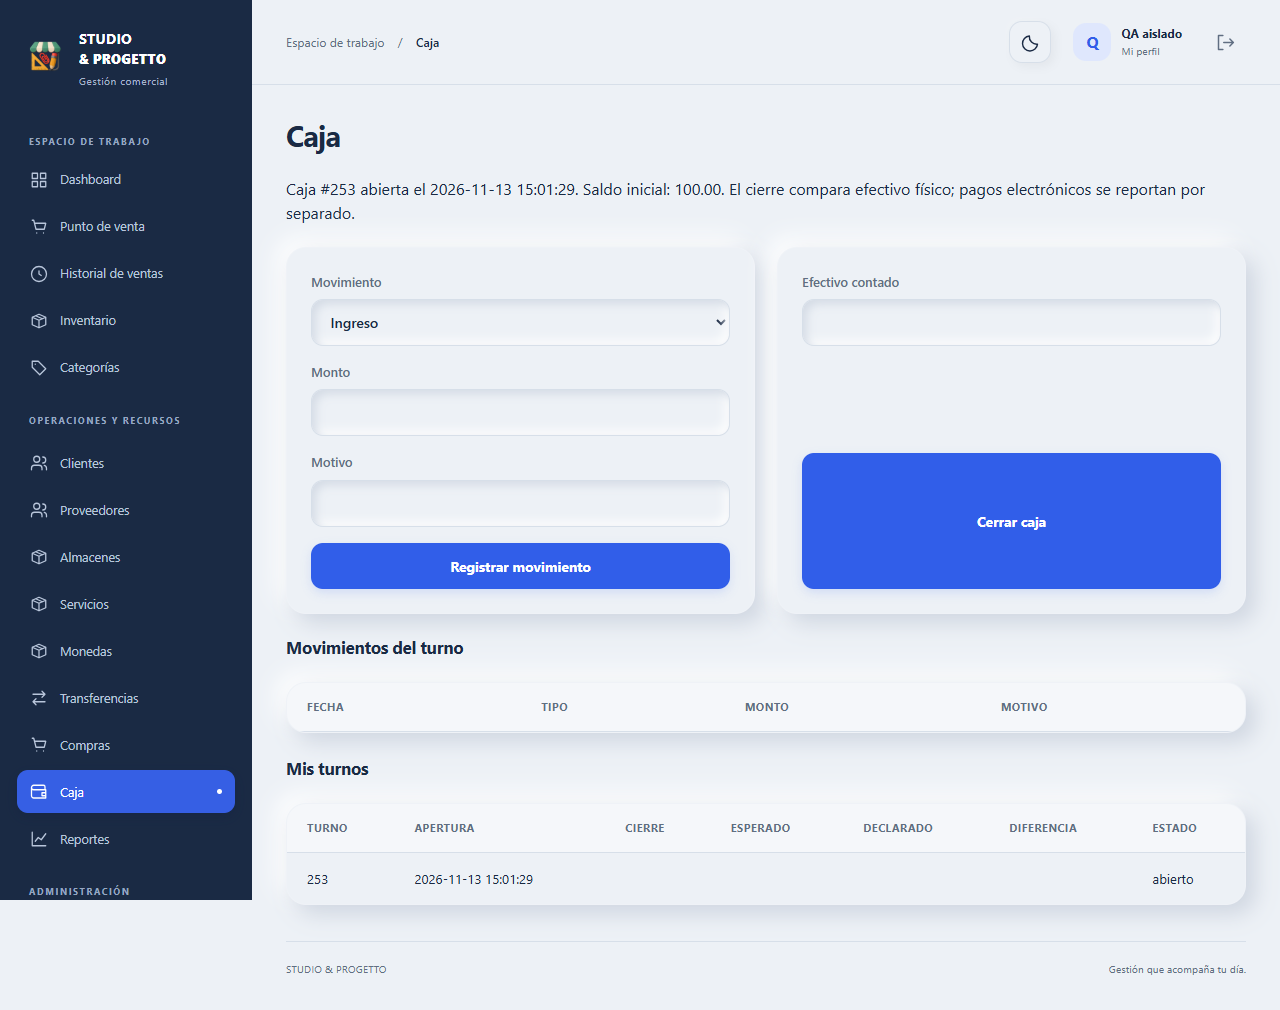 STUDIO
& PROGETTO
Gestión comercial
ESPACIO DE TRABAJO
Dashboard
Punto de venta
Historial de ventas
Inventario
Categorías
OPERACIONES Y RECURSOS
Clientes
Proveedores
Almacenes
Servicios
Monedas
Transferencias
Compras
Caja
Reportes
ADMINISTRACIÓN
Espacio de trabajo / Caja
Q
QA aislado
Mi perfil
Caja
Caja #253 abierta el 2026-11-13 15:01:29. Saldo inicial: 100.00. El cierre compara efectivo físico; pagos electrónicos se reportan por
separado.
Movimiento
Ingreso
Monto
Motivo
Registrar movimiento
Efectivo contado
Cerrar caja
Movimientos del turno
FECHA TIPO MONTO MOTIVO
Mis turnos
TURNO APERTURA CIERRE ESPERADO DECLARADO DIFERENCIA ESTADO
253 2026-11-13 15:01:29 abierto
STUDIO & PROGETTO
Gestión que acompaña tu día.